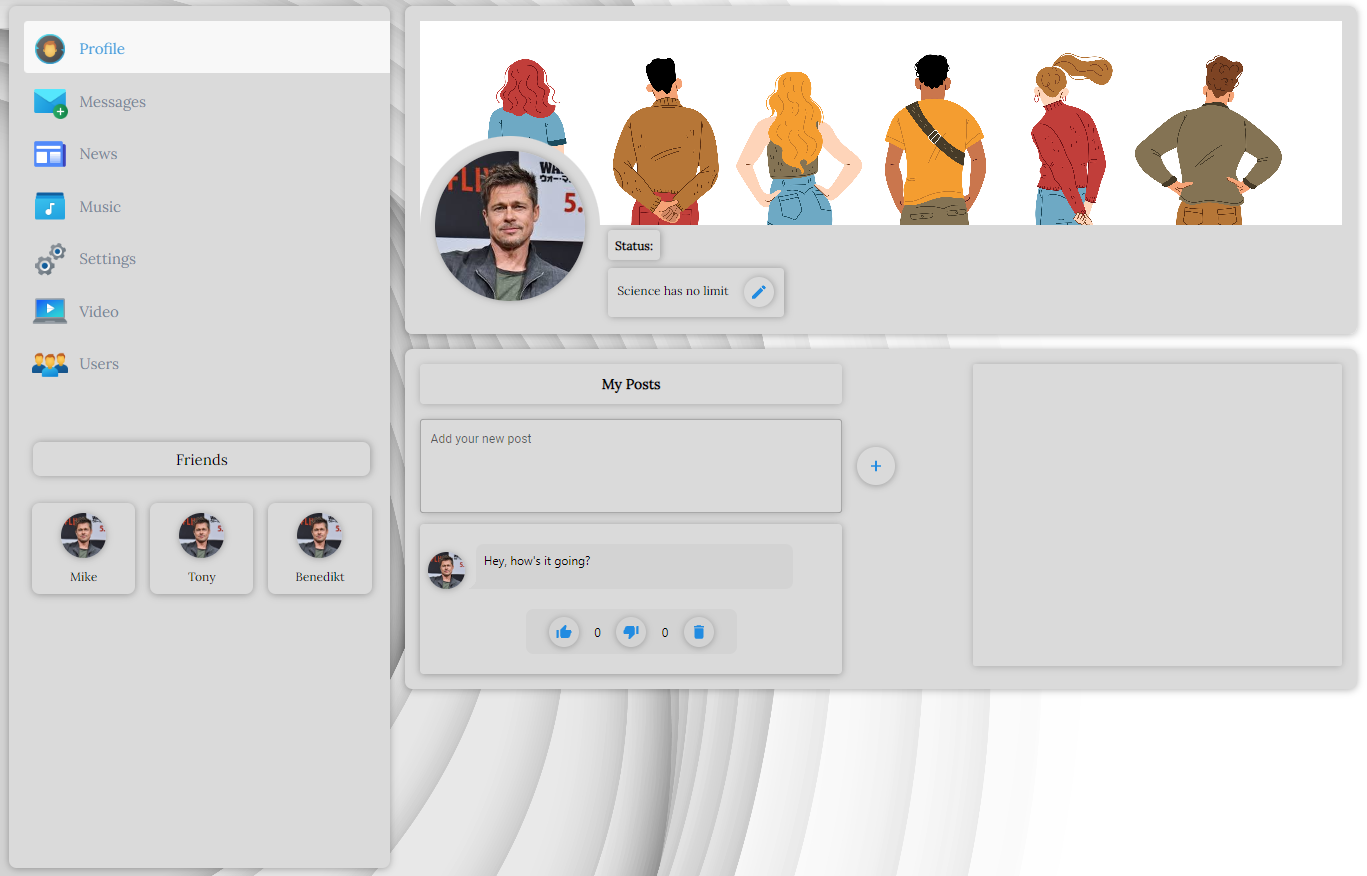 Profile
Messages
News
Music
Settings
Video
Users
Friends
Mike
Tony
Benedikt
5.
Status:
Science has no limit
My Posts
Add your new post
Hey, how's it going?
0
0